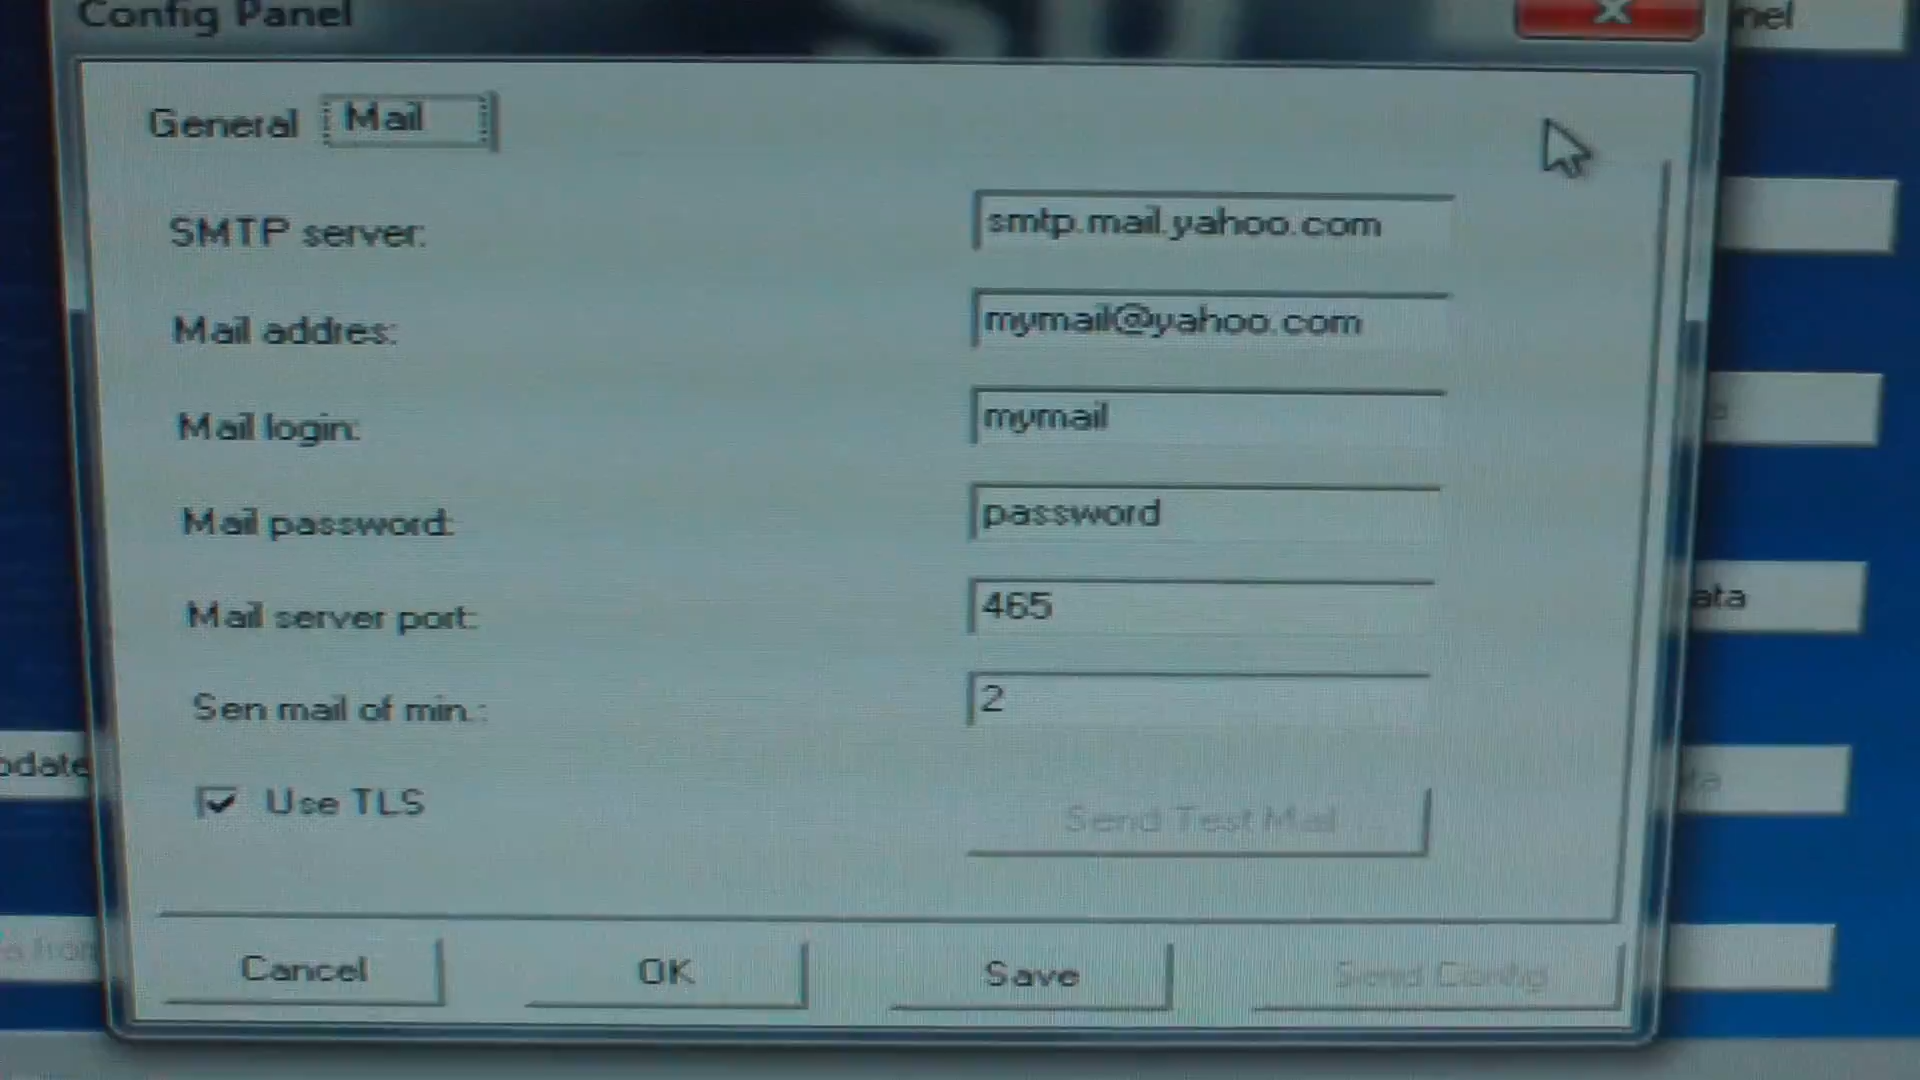 Config Panel
nel
General Mail
SMTP server: smtp.mail.yahoo.com
Mail addres: mymail@yahoo.com
Mail login: mymail
Mail password: password
Mail server port: 465
ata
Sen mail of min.: 2
pdate
Use TLS
Send Test Mail
Cancel OK Save Send Config